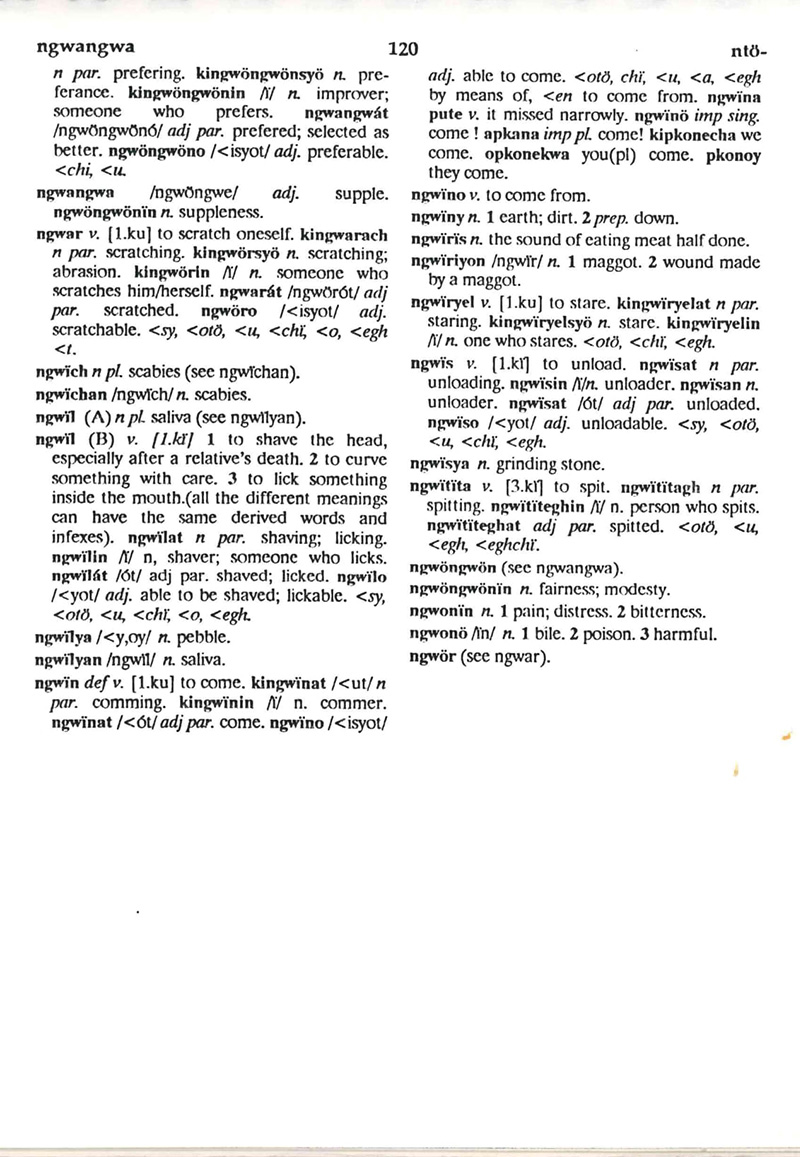 ngwangwa
120
ntö-
n par. prefering. kingwöngwönsyö n. pre-
ferance. kingwöngwönin /ï/ n. improver;
someone who prefers. ngwangwát
/ngwöngwönó/ adj par. prefered; selected as
better. ngwöngwöno /<isyot/ adj. preferable.
<chi, <u.
ngwangwa /ngwöngwe/ adj. supple.
ngwöngwönïn n. suppleness.
ngwar v. [1.ku] to scratch oneself. kingwarach
n par. scratching. kingwörsyö n. scratching;
abrasion. kingwörin /ï/ n. someone who
scratches him/herself. ngwarát /ngwörót/ adj
par. scratched. ngwöro /<isyot/ adj.
scratchable. <sy, <otö, <u, <chï, <o, <egh
<t.
ngwïch n pl. scabies (see ngwïchan).
ngwïchan /ngwïch/ n. scabies.
ngwïl (A) n pl. saliva (see ngwïlyan).
ngwïl (B) v. [1.kï] 1 to shave the head,
especially after a relative's death. 2 to curve
something with care. 3 to lick something
inside the mouth.(all the different meanings
can have the same derived words and
infexes). ngwïlat n par. shaving; licking.
ngwïlin /ï/ n, shaver; someone who licks.
ngwïlát /ót/ adj par. shaved; licked. ngwïlo
/<yot/ adj. able to be shaved; lickable. <sy,
<otö, <u, <chï, <o, <egh.
ngwïlya /<y,oy/ n. pebble.
ngwïlyan /ngwïl/ n. saliva.
ngwïn def v. [1.ku] to come. kingwïnat /<ut/ n
par. comming. kingwïnin /ï/ n. commer.
ngwïnat /<ót/ adj par. come. ngwïno /<isyot/
adj. able to come. <otö, chï, <u, <a, <egh
by means of, <en to come from. ngwïna
pute v. it missed narrowly. ngwïnö imp sing.
come ! apkana imp pl. come! kipkonecha we
come. opkonekwa you(pl) come. pkonoy
they come.
ngwïno v. to come from.
ngwïny n. 1 earth; dirt. 2 prep. down.
ngwïrïs n. the sound of eating meat half done.
ngwïriyon /ngwïr/ n. 1 maggot. 2 wound made
by a maggot.
ngwïryel v. [1.ku] to stare. kingwïryelat n par.
staring. kingwïryelsyö n. stare. kingwïryelin
/ï/ n. one who stares. <otö, <chï, <egh.
ngwïs v. [1.kï] to unload. ngwïsat n par.
unloading. ngwïsin /ï/n. unloader. ngwïsan n.
unloader. ngwïsat /ót/ adj par. unloaded.
ngwïso /<yot/ adj. unloadable. <sy, <otö,
<u, <chï, <egh.
ngwïsya n. grinding stone.
ngwïtïta v. [3.kï] to spit. ngwïtïtagh n par.
spitting. ngwïtïteghin /ï/ n. person who spits.
ngwïtïteghat adj par. spitted. <otö, <u,
<egh, <eghchï.
ngwöngwön (see ngwangwa).
ngwöngwönïn n. fairness; modesty.
ngwonïn n. 1 pain; distress. 2 bitterness.
ngwonö /ïn/ n. 1 bile. 2 poison. 3 harmful.
ngwör (see ngwar).